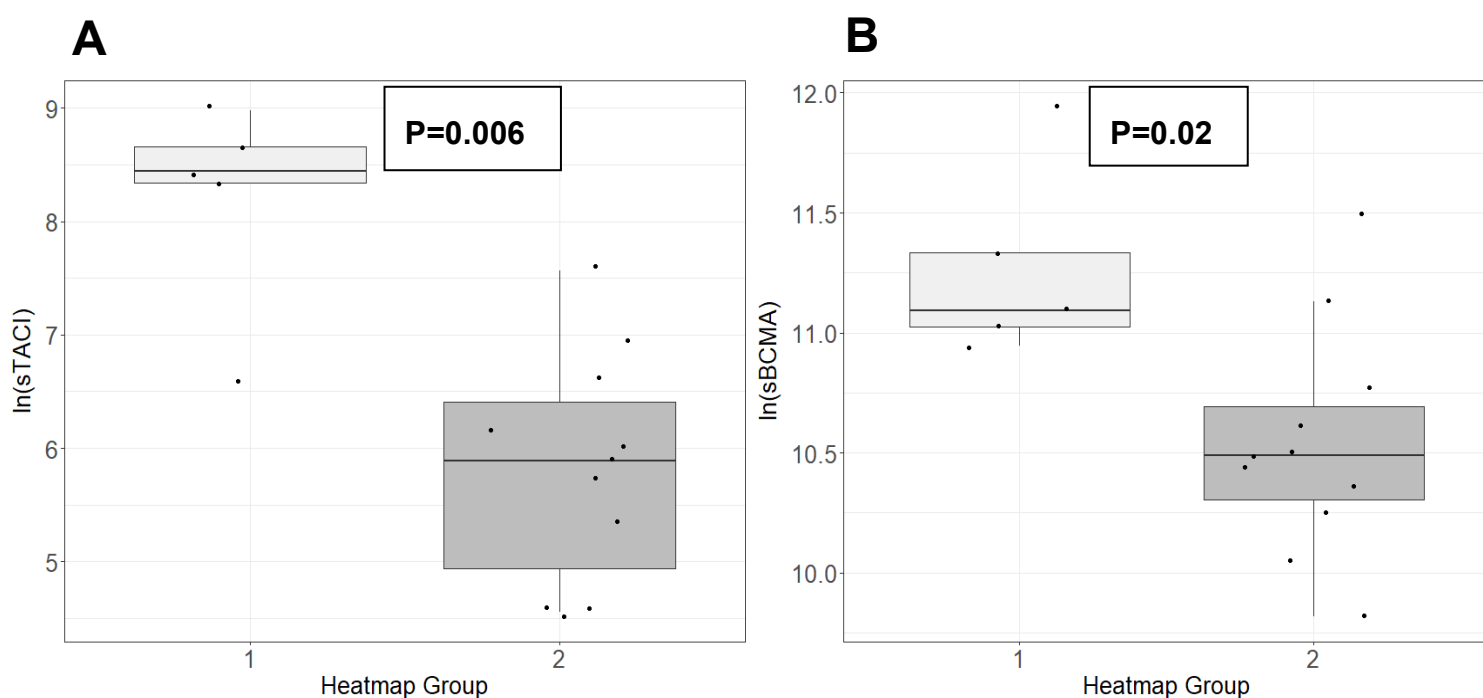 A
P=0.006
9
8
7
6
5
ln(sTACI)
1
2
Heatmap Group
B
P=0.02
12.0
11.5
11.0
10.5
10.0
ln(sBCMA)
1
2
Heatmap Group